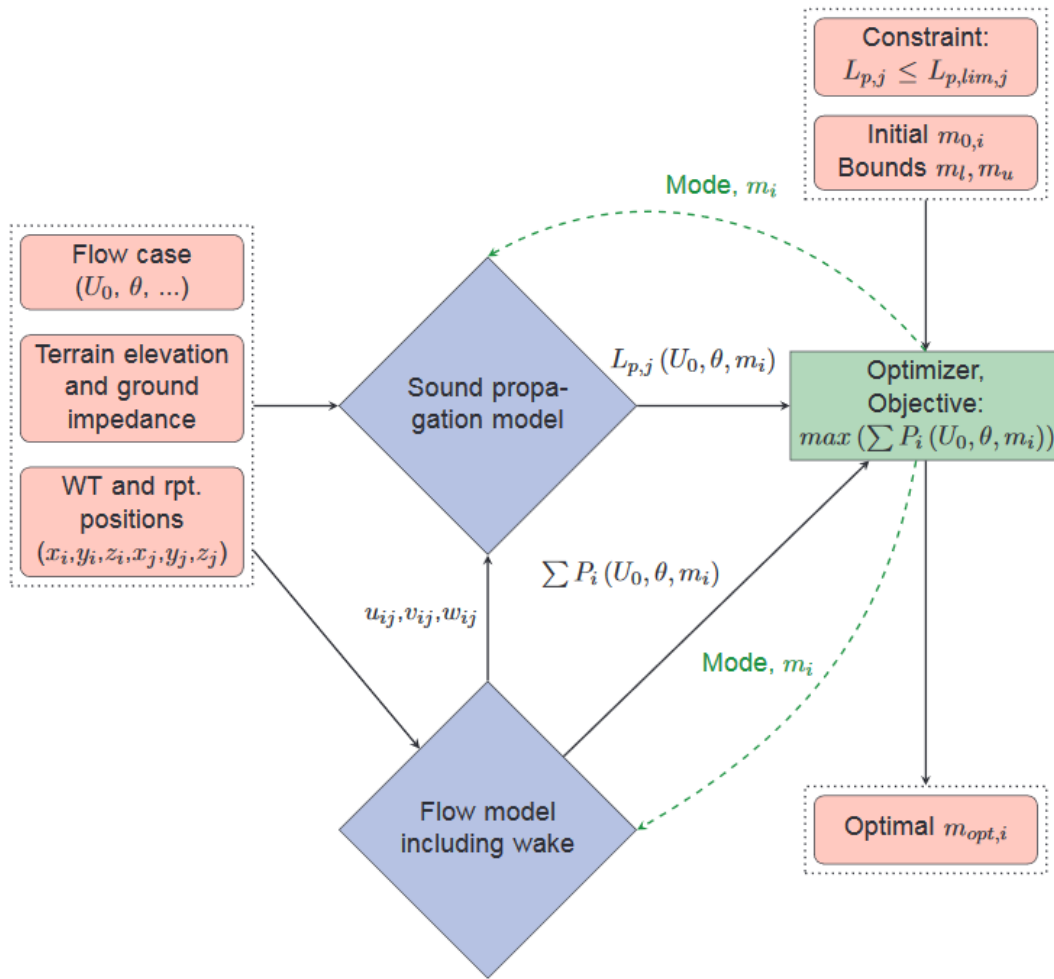 Constraint:
L_{p,j} ≤ L_{p,lim,j}
Initial m_{0,i}
Bounds m_l, m_u
Mode, m_i
Flow case
(U_0, θ, ...)
Terrain elevation
and ground
impedance
WT and rpt.
positions
(x_i,y_i,z_i,x_j,y_j,z_j)
Sound propa-
gation model
L_{p,j} (U_0, θ, m_i)
Optimizer,
Objective:
max (∑ P_i (U_0, θ, m_i))
u_{ij},v_{ij},w_{ij}
∑ P_i (U_0, θ, m_i)
Mode, m_i
Flow model
including wake
Optimal m_{opt,i}